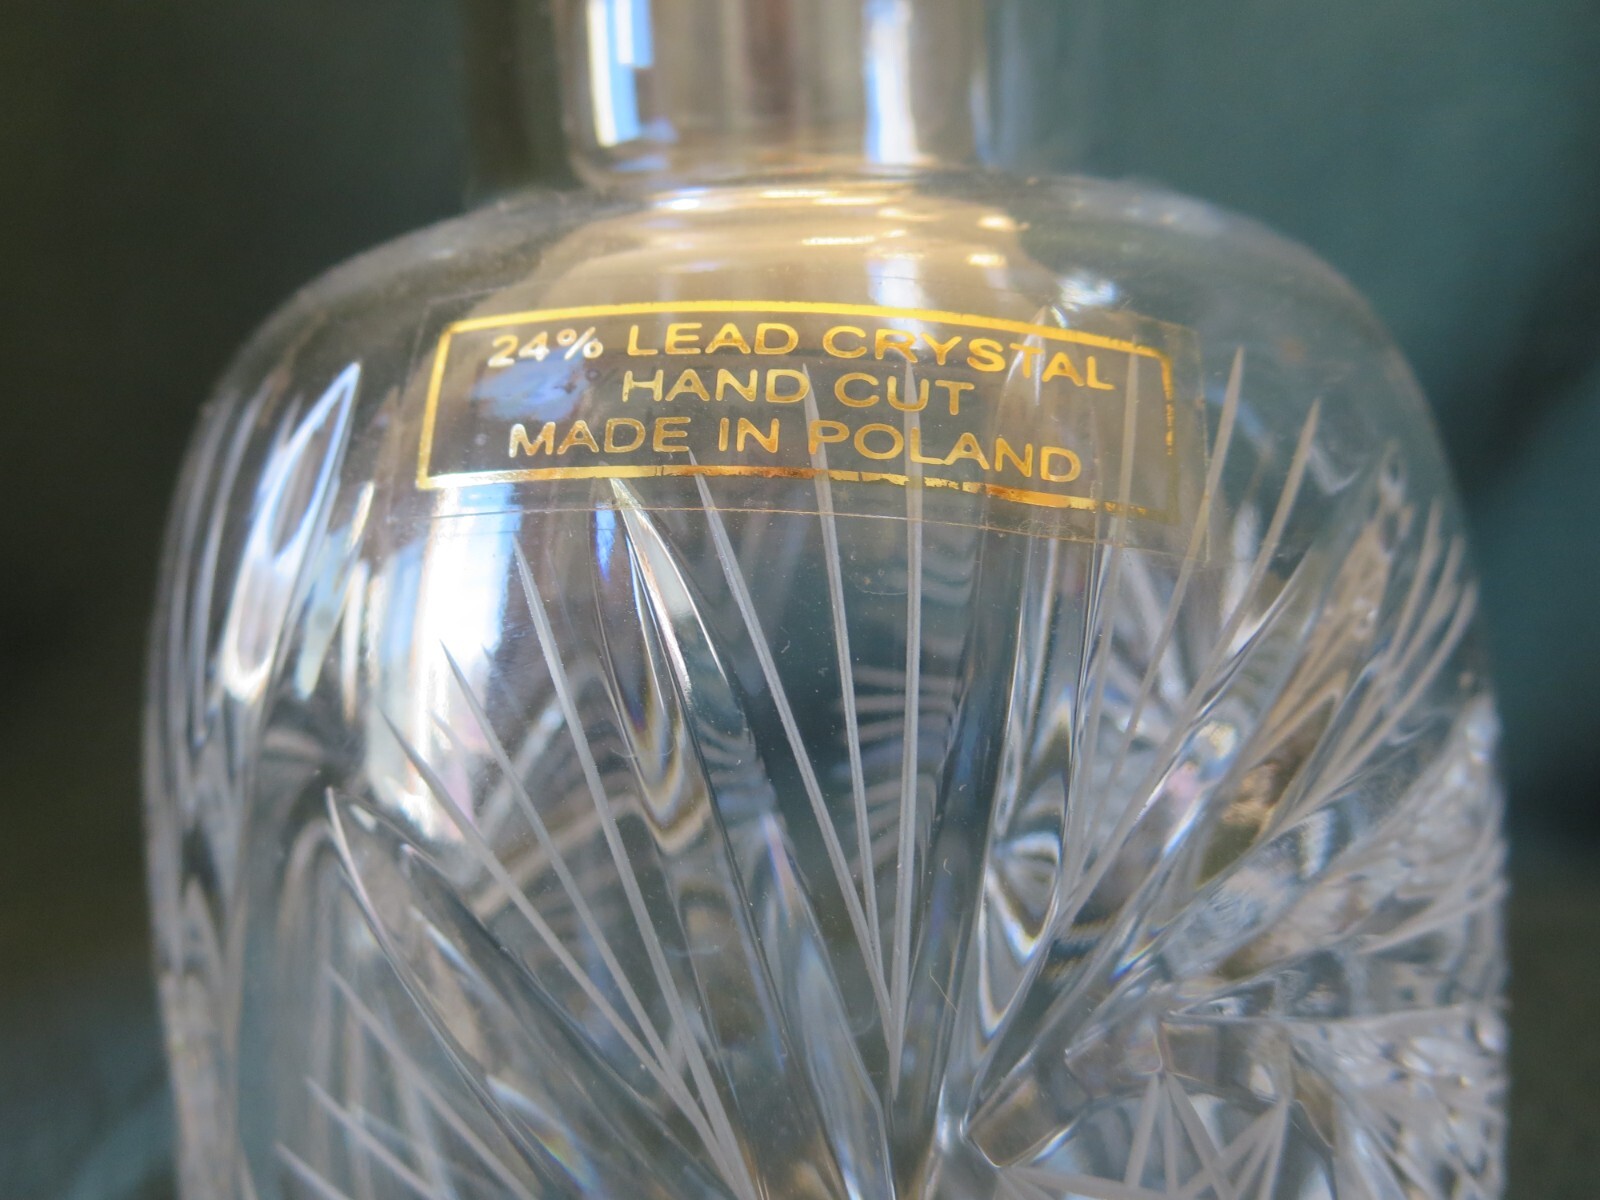 24% LEAD CRYSTAL
HAND CUT
MADE IN POLAND